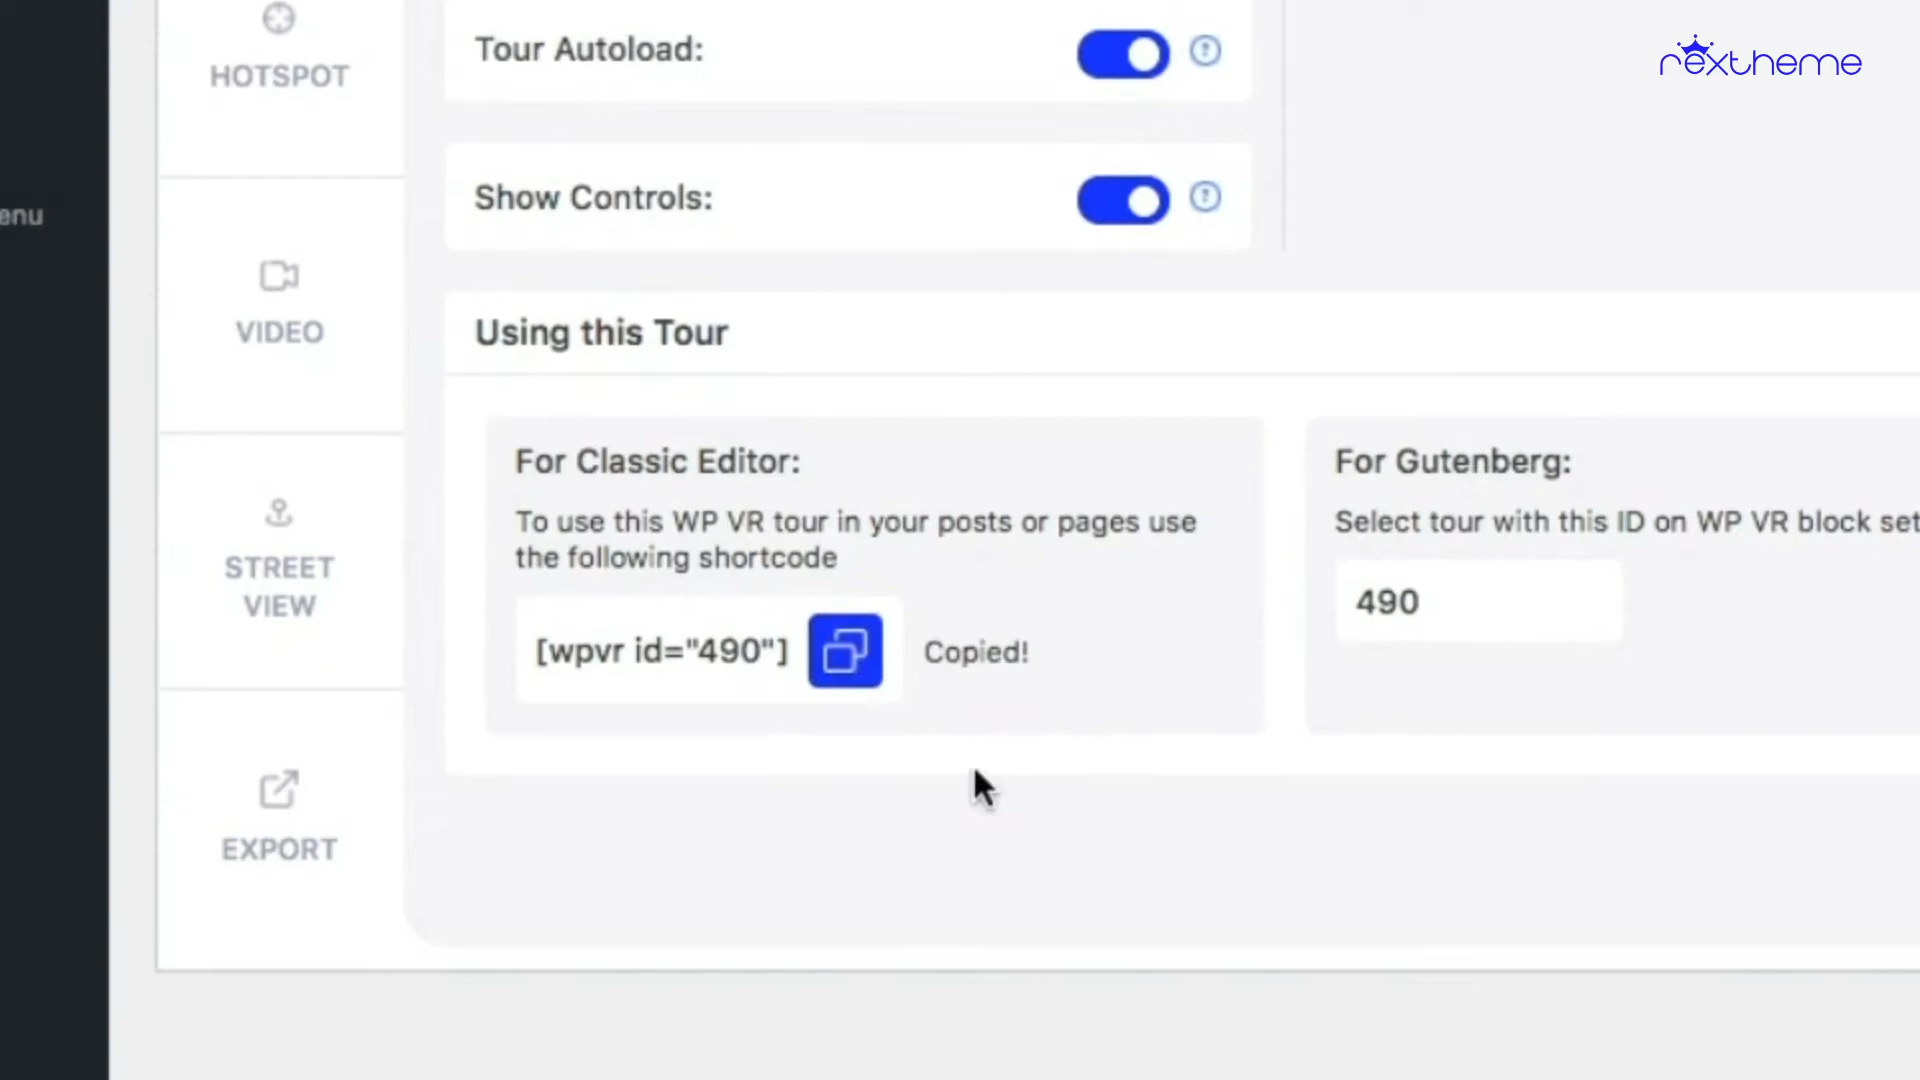 rextheme
Tour Autoload:
HOTSPOT
Show Controls:
enu
VIDEO
Using this Tour
For Classic Editor:
To use this WP VR tour in your posts or pages use
the following shortcode
[wpvr id="490"]
Copied!
For Gutenberg:
Select tour with this ID on WP VR block set
490
STREET
VIEW
EXPORT